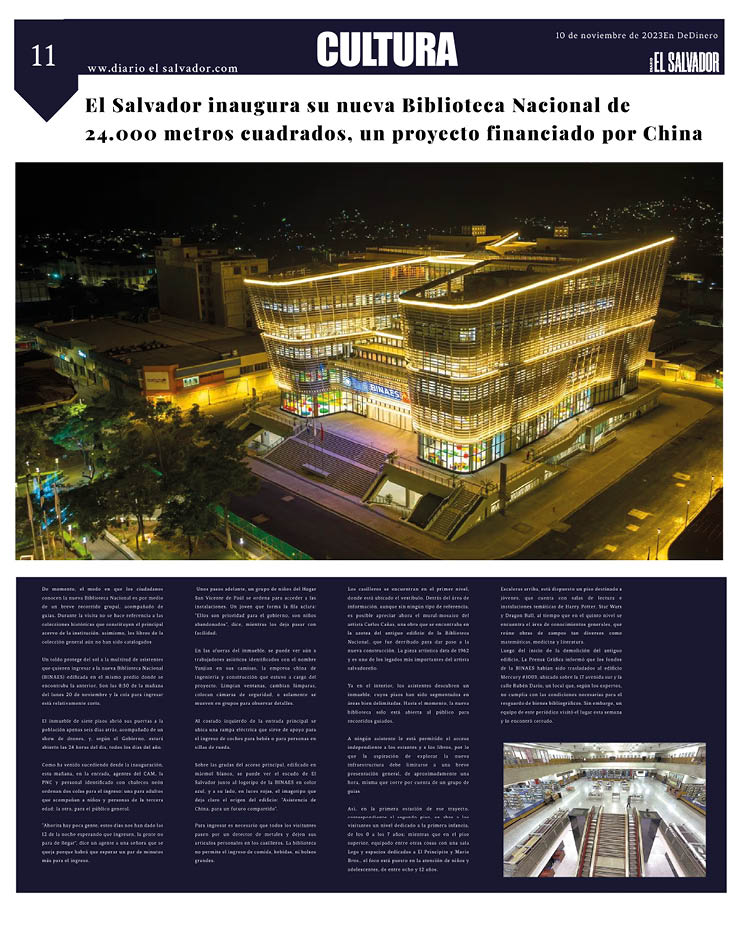 11
www.diario el salvador.com
CULTURA
10 de noviembre de 2023En DeDinero
DIARIO
EL SALVADOR
El Salvador inaugura su nueva Biblioteca Nacional de
24.000 metros cuadrados, un proyecto financiado por China
BINAES
De momento, el modo en que los ciudadanos
conocen la nueva Biblioteca Nacional es por medio
de un breve recorrido grupal, acompañado de
guías. Durante la visita no se hace referencia a las
colecciones históricas que constituyen el principal
acervo de la institución, asimismo, los libros de la
colección general aún no han sido catalogados
Un toldo protege del sol a la multitud de asistentes
que quieren ingresar a la nueva Biblioteca Nacional
(BINAES) edificada en el mismo predio donde se
encontraba la anterior. Son las 8:50 de la mañana
del lunes 20 de noviembre y la cola para ingresar
está relativamente corta.
El inmueble de siete pisos abrió sus puertas a la
población apenas seis días atrás, acompañado de un
show de drones, y, según el Gobierno, estará
abierto las 24 horas del día, todos los días del año.
Como ha venido sucediendo desde la inauguración,
esta mañana, en la entrada, agentes del CAM, la
PNC y personal identificado con chalecos neón
ordenan dos colas para el ingreso: una para adultos
que acompañan a niños y personas de la tercera
edad; la otra, para el público general.
"Ahorita hay poca gente, estos días nos han dado las
12 de la noche esperando que ingresen, la gente no
para de llegar", dice un agente a una señora que se
queja porque habrá que esperar un par de minutos
más para el ingreso.
Unos pasos adelante, un grupo de niños del Hogar
San Vicente de Paúl se ordena para acceder a las
instalaciones. Un joven que forma la fila aclara:
"Ellos son prioridad para el gobierno, son niños
abandonados", dice, mientras los deja pasar con
facilidad.
En las afueras del inmueble, se puede ver aún a
trabajadores asiáticos identificados con el nombre
Yanjian en sus camisas, la empresa china de
ingeniería y construcción que estuvo a cargo del
proyecto. Limpian ventanas, cambian lámparas,
colocan cámaras de seguridad, o solamente se
mueven en grupos para observar detalles.
Al costado izquierdo de la entrada principal se
ubica una rampa eléctrica que sirve de apoyo para
el ingreso de coches para bebés o para personas en
sillas de rueda.
Sobre las gradas del acceso principal, edificado en
mármol blanco, se puede ver el escudo de El
Salvador junto al logotipo de la BINAES en color
azul, y a su lado, en luces rojas, el imagotipo que
deja claro el origen del edificio: "Asistencia de
China, para un futuro compartido".
Para ingresar es necesario que todos los visitantes
pasen por un detector de metales y dejen sus
artículos personales en los casilleros. La biblioteca
no permite el ingreso de comida, bebidas, ni bolsos
grandes.
Los casilleros se encuentran en el primer nivel,
donde está ubicado el vestíbulo. Detrás del área de
información, aunque sin ningún tipo de referencia,
es posible apreciar ahora el mural-mosaico del
artista Carlos Cañas, una obra que se encontraba en
la azotea del antiguo edificio de la Biblioteca
Nacional, que fue derribado para dar paso a la
nueva construcción. La pieza artística data de 1962
y es uno de los legados más importantes del artista
salvadoreño.
Ya en el interior, los asistentes descubren un
inmueble, cuyos pisos han sido segmentados en
áreas bien delimitadas. Hasta el momento, la nueva
biblioteca solo está abierta al público para
recorridos guiados.
A ningún asistente le está permitido el acceso
independiente a los estantes y a los libros, por lo
que la aspiración de explorar la nueva
infraestructura debe limitarse a una breve
presentación general, de aproximadamente una
hora, misma que corre por cuenta de un grupo de
guías
Así, en la primera estación de ese trayecto,
correspondiente al segundo piso, se abre a los
visitantes un nivel dedicado a la primera infancia,
de los 0 a los 7 años; mientras que en el piso
superior, equipado entre otras cosas con una sala
Lego y espacios dedicados a El Principito y Mario
Bros., el foco está puesto en la atención de niños y
adolescentes, de entre ocho y 12 años.
Escaleras arriba, está dispuesto un piso destinado a
jóvenes, que cuenta con salas de lectura e
instalaciones temáticas de Harry Potter, Star Wars
y Dragon Ball, al tiempo que en el quinto nivel se
encuentra el área de conocimientos generales, que
reúne obras de campos tan diversos como
matemáticas, medicina y literatura.
Luego del inicio de la demolición del antiguo
edificio, La Prensa Gráfica informó que los fondos
de la BINAES habían sido trasladados al edificio
Mercury #1009, ubicado sobre la 17 avenida sur y la
calle Rubén Darío, un local que, según los expertos,
no cumplía con las condiciones necesarias para el
resguardo de bienes bibliográficos. Sin embargo, un
equipo de este periódico visitó el lugar esta semana
y lo encontró cerrado.